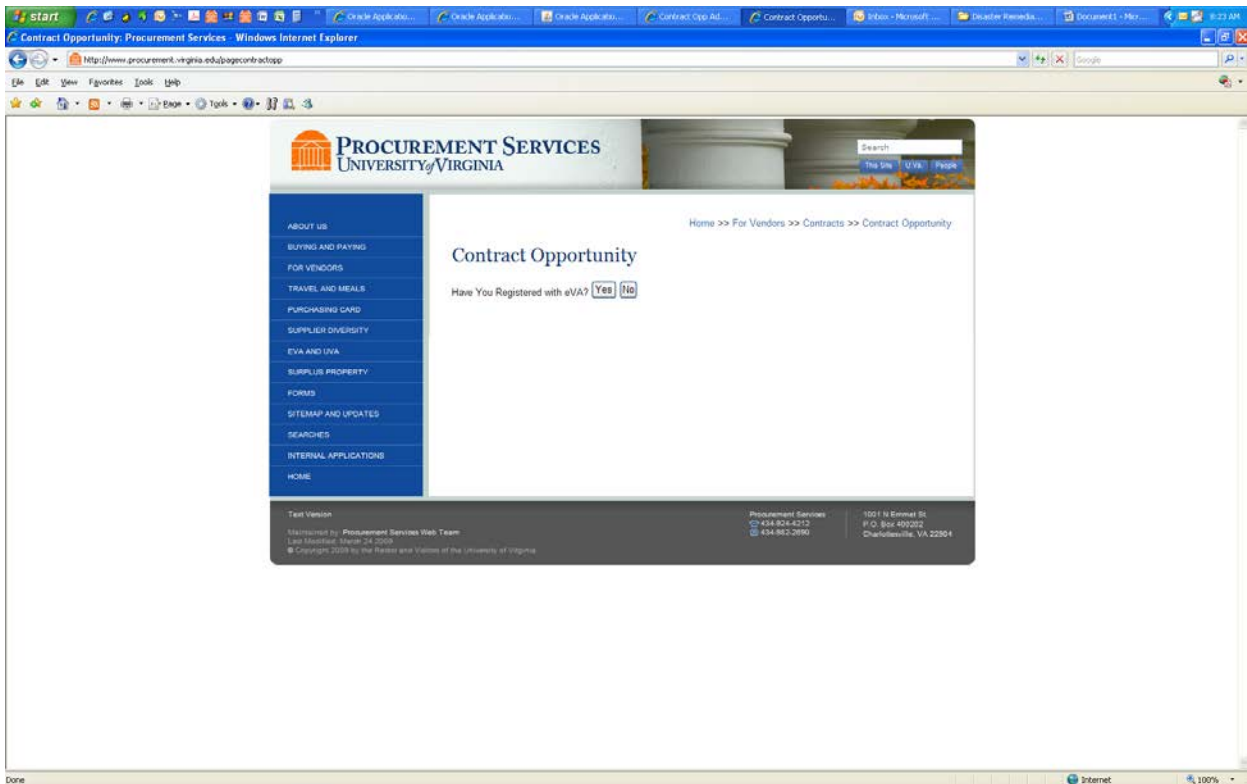 start
Oracle Applicatio...
Oracle Applicatio...
Oracle Applicatio...
Contract Opp Ad...
Contract Opportu...
Inbox - Microsoft ...
Disaster Remedia...
Document1 - Micr...
8:23 AM
Contract Opportunity: Procurement Services - Windows Internet Explorer
http://www.procurement.virginia.edu/pagecontractopp
Google
File Edit View Favorites Tools Help
Page Tools
PROCUREMENT SERVICES
UNIVERSITY of VIRGINIA
Search
This Site U.Va. People
Home >> For Vendors >> Contracts >> Contract Opportunity
ABOUT US
BUYING AND PAYING
FOR VENDORS
TRAVEL AND MEALS
PURCHASING CARD
SUPPLIER DIVERSITY
EVA AND UVA
SURPLUS PROPERTY
FORMS
SITEMAP AND UPDATES
SEARCHES
INTERNAL APPLICATIONS
HOME
Contract Opportunity
Have You Registered with eVA? Yes No
Text Version
Maintained by: Procurement Services Web Team
Last Modified: March 24 2009
© Copyright 2009 by the Rector and Visitors of the University of Virginia
Procurement Services
434-924-4212
434-982-2690
1001 N Emmet St.
P.O. Box 400202
Charlottesville, VA 22904
Done
Internet
100%